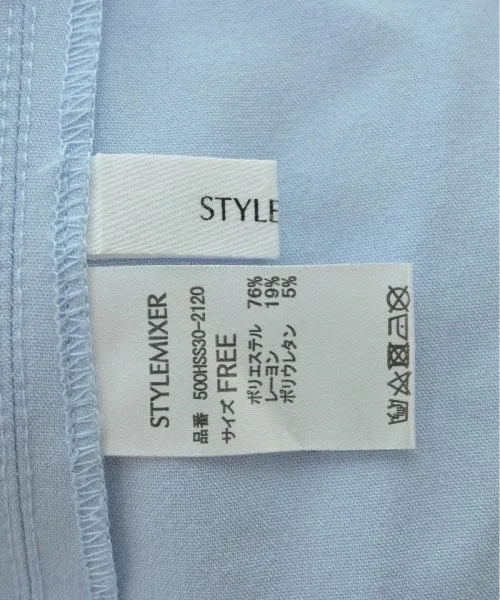 STYLE
STYLEMIXER
品番 500HSS30-2120
サイズ FREE
ポリエステル 76%
レーヨン 19%
ポリウレタン 5%